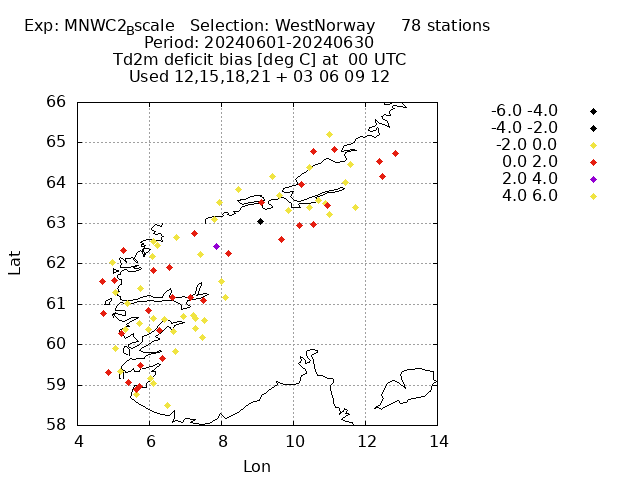 Exp: MNWC2_Bscale   Selection: WestNorway     78 stations
Period: 20240601-20240630
Td2m deficit bias [deg C] at  00 UTC
Used 12,15,18,21 + 03 06 09 12
-6.0 -4.0
-4.0 -2.0
-2.0 0.0
0.0 2.0
2.0 4.0
4.0 6.0
66
65
64
63
62
61
60
59
58
Lat
4 6 8 10 12 14
Lon